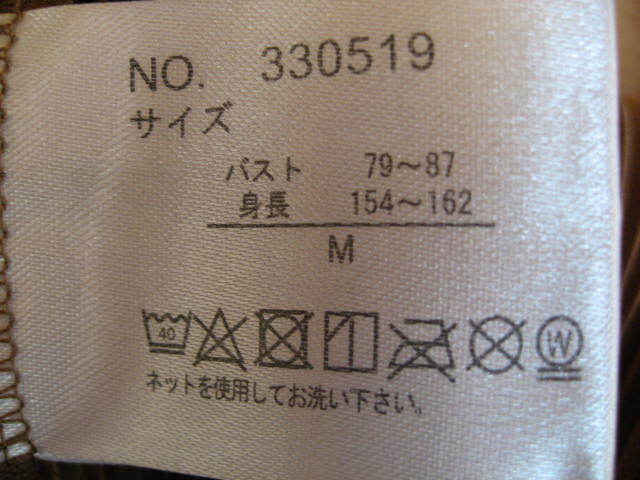 NO. 330519
サイズ
バスト 79～87
身長 154～162
M
40
W
ネットを使用してお洗い下さい。